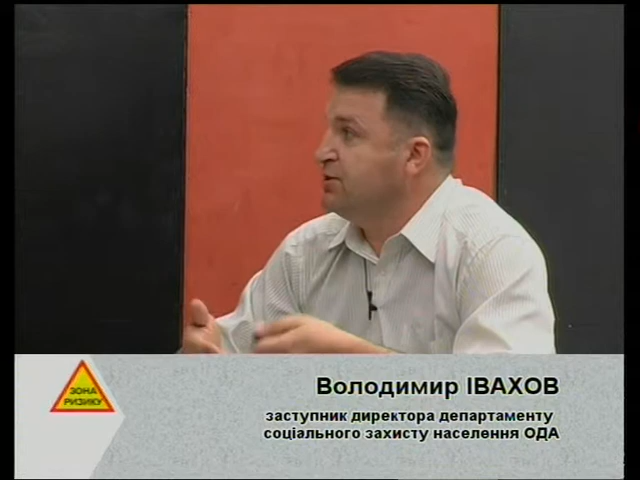 Володимир ІВАХОВ
заступник директора департаменту
соціального захисту населення ОДА
ЗОНА
РИЗИКУ